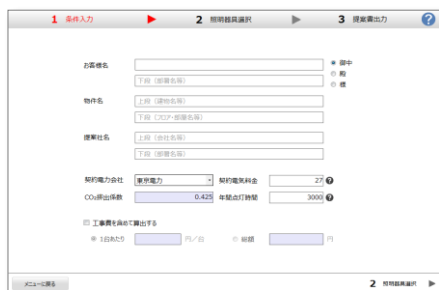 1 条件入力 ▶ 2 照明器具選択 ▶ 3 提案書出力 ?
お客様名
御中
下段（部署名等）
殿
様
物件名 上段（建物名等）
下段（フロア・部屋名等）
提案社名 上段（会社名等）
下段（部署名等）
契約電力会社 東京電力 契約電気料金 27 ?
CO₂排出係数 0.425 年間点灯時間 3000 ?
工事費を含めて算出する
1台あたり 円／台 総額 円
メニューに戻る 2 照明器具選択 ▶